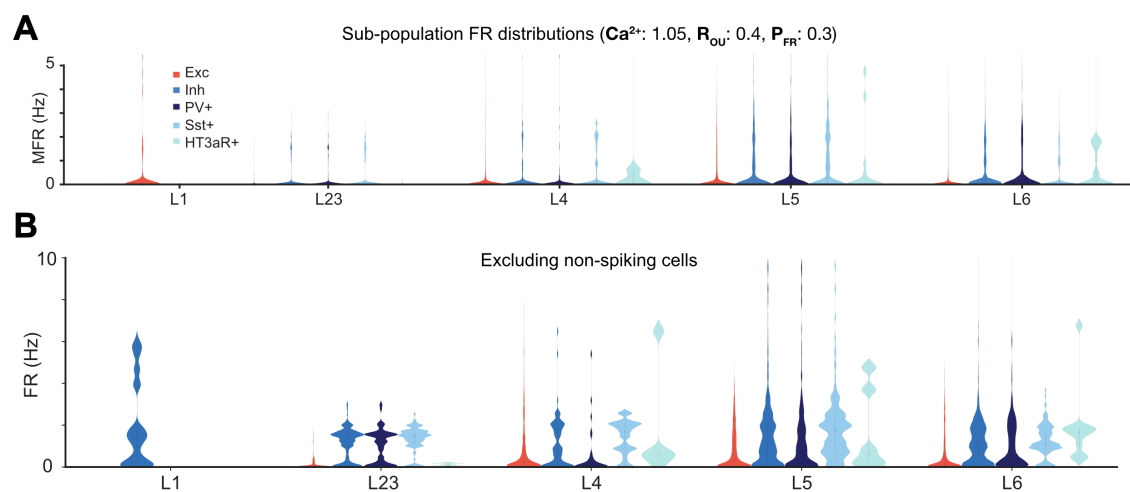 A
Sub-population FR distributions (Ca²⁺: 1.05, R_OU: 0.4, P_FR: 0.3)
5
0
MFR (Hz)
Exc
Inh
PV+
Sst+
HT3aR+
L1 L23 L4 L5 L6
B
Excluding non-spiking cells
10
0
FR (Hz)
L1 L23 L4 L5 L6